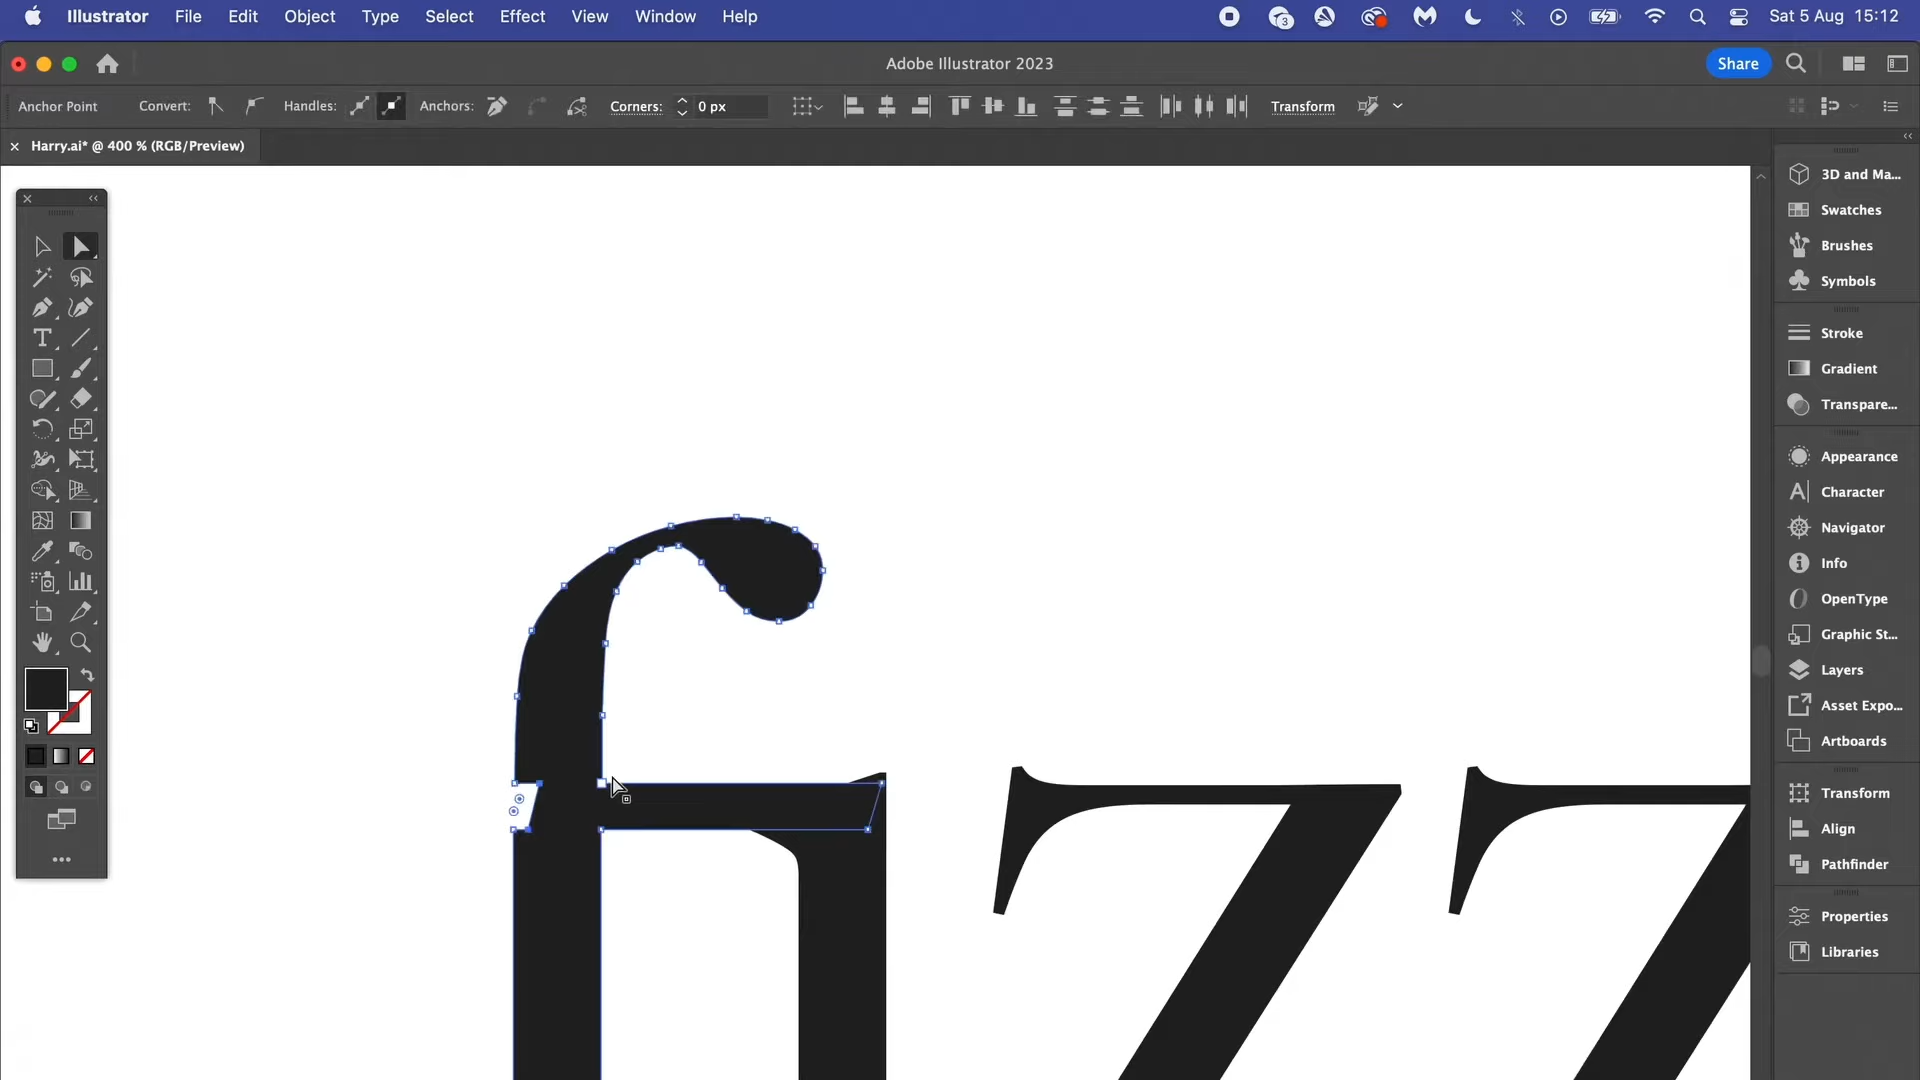 Illustrator File Edit Object Type Select Effect View Window Help 3 Sat 5 Aug 15:12
Adobe Illustrator 2023 Share
Anchor Point Convert: Handles: Anchors: Corners: 0 px Transform
Harry.ai* @ 400 % (RGB/Preview)
3D and Ma...
Swatches
Brushes
Symbols
Stroke
Gradient
Transpare...
Appearance
Character
Navigator
Info
OpenType
Graphic St...
Layers
Asset Expo...
Artboards
Transform
Align
Pathfinder
Properties
Libraries
fizz